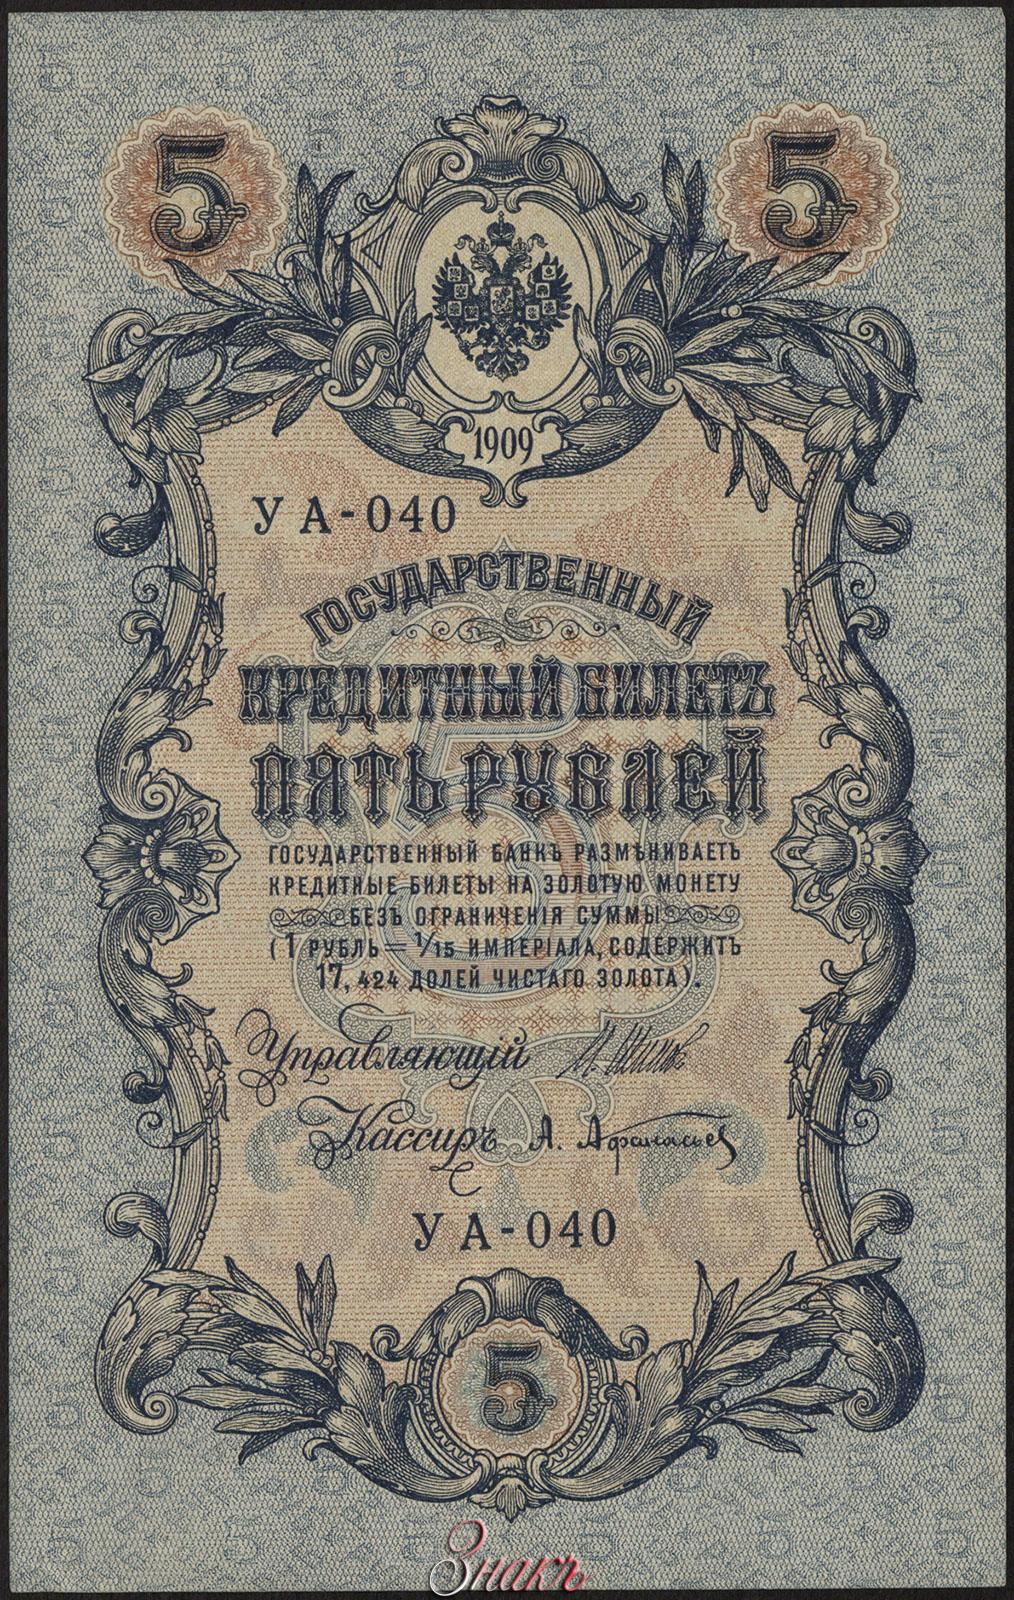 5 5
1909
УА-040
ГОСУДАРСТВЕННЫЙ
КРЕДИТНЫЙ БИЛЕТЪ
ПЯТЬ РУБЛЕЙ
ГОСУДАРСТВЕННЫЙ БАНКЪ РАЗМѢНИВАЕТЪ
КРЕДИТНЫЕ БИЛЕТЫ НА ЗОЛОТУЮ МОНЕТУ
БЕЗЪ ОГРАНИЧЕНІЯ СУММЫ
(1 РУБЛЬ = 1/15 ИМПЕРІАЛА, СОДЕРЖИТЪ
17,424 ДОЛЕЙ ЧИСТАГО ЗОЛОТА).
Управляющій И. Шипов
Кассиръ А. Афанасьев
УА-040
5
Знакъ